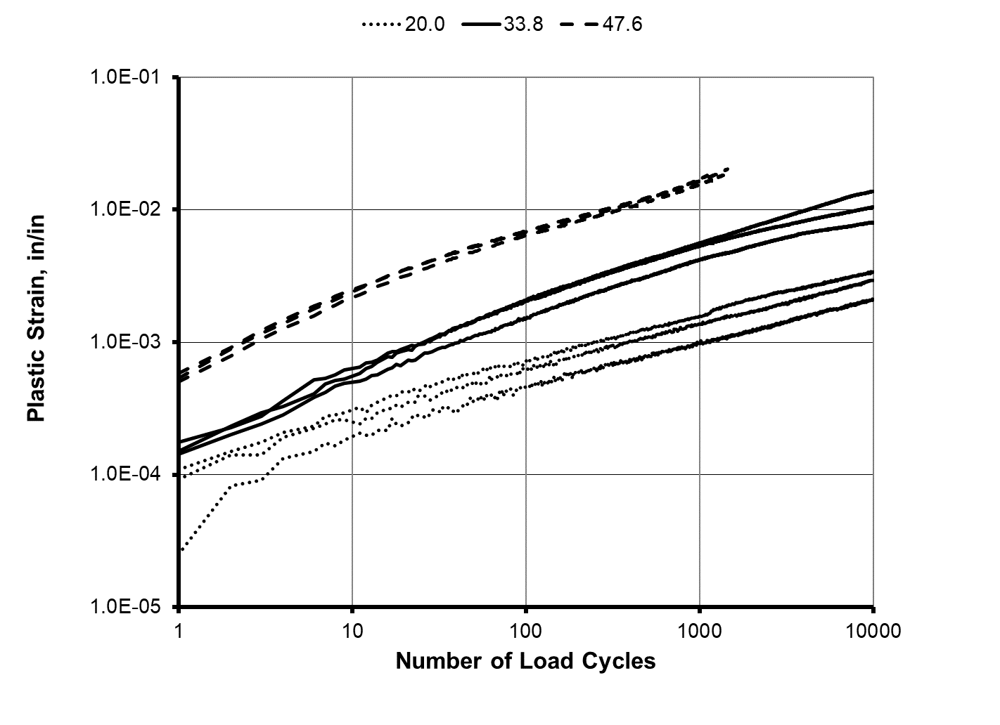 20.0 33.8 47.6
1.0E-01
1.0E-02
1.0E-03
1.0E-04
1.0E-05
Plastic Strain, in/in
1 10 100 1000 10000
Number of Load Cycles